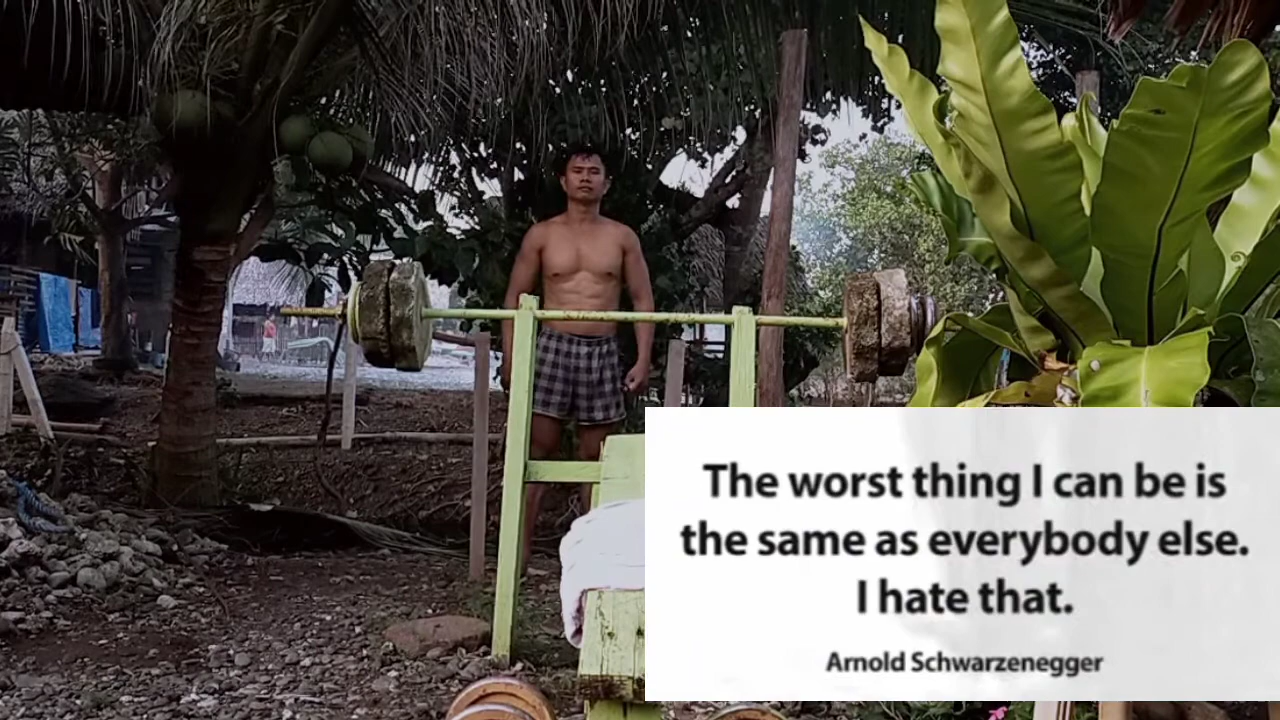 The worst thing I can be is
the same as everybody else.
I hate that.
Arnold Schwarzenegger